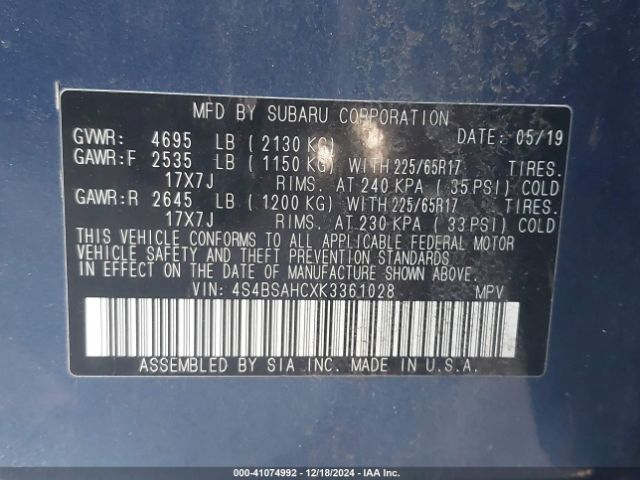 MFD BY SUBARU CORPORATION
GVWR: 4695 LB ( 2130 KG) DATE: 05/19
GAWR:F 2535 LB ( 1150 KG) WITH 225/65R17 TIRES.
17X7J RIMS. AT 240 KPA ( 35 PSI) COLD
GAWR:R 2645 LB ( 1200 KG) WITH 225/65R17 TIRES.
17X7J RIMS. AT 230 KPA ( 33 PSI) COLD
THIS VEHICLE CONFORMS TO ALL APPLICABLE FEDERAL MOTOR
VEHICLE SAFETY AND THEFT PREVENTION STANDARDS
IN EFFECT ON THE DATE OF MANUFACTURE SHOWN ABOVE.
VIN: 4S4BSAHCXK3361028 MPV
ASSEMBLED BY SIA INC. MADE IN U.S.A.
000-41074992 - 12/18/2024 - IAAI.com